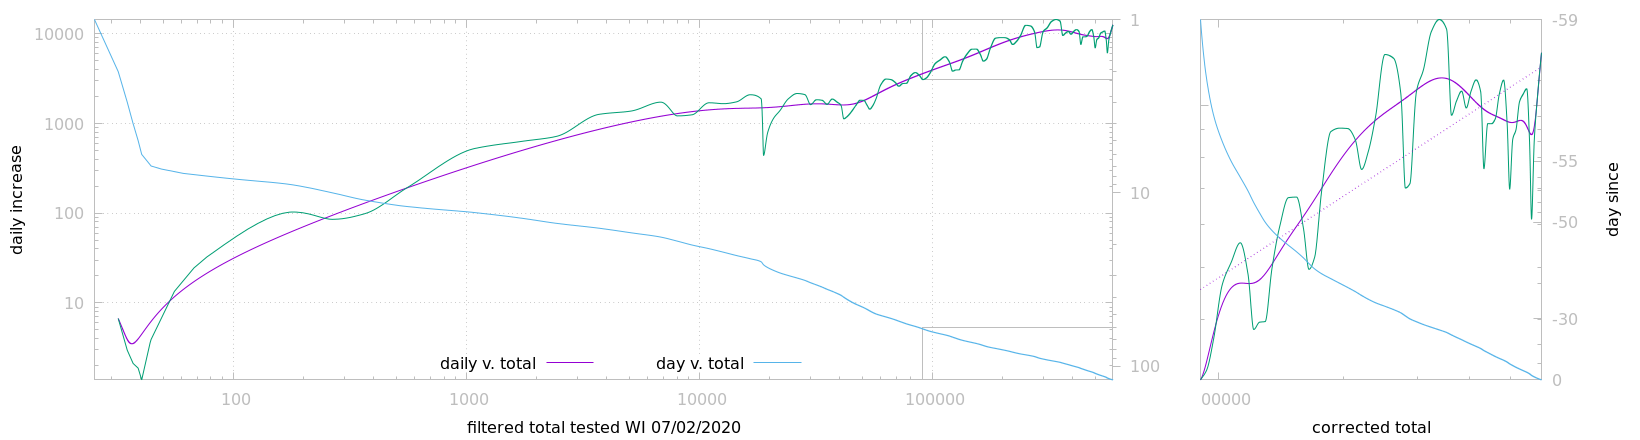 10000
1000
100
10
daily increase
100
1000
10000
100000
filtered total tested WI 07/02/2020
daily v. total
day v. total
1
10
100
00000
corrected total
-59
-55
-50
-30
0
day since